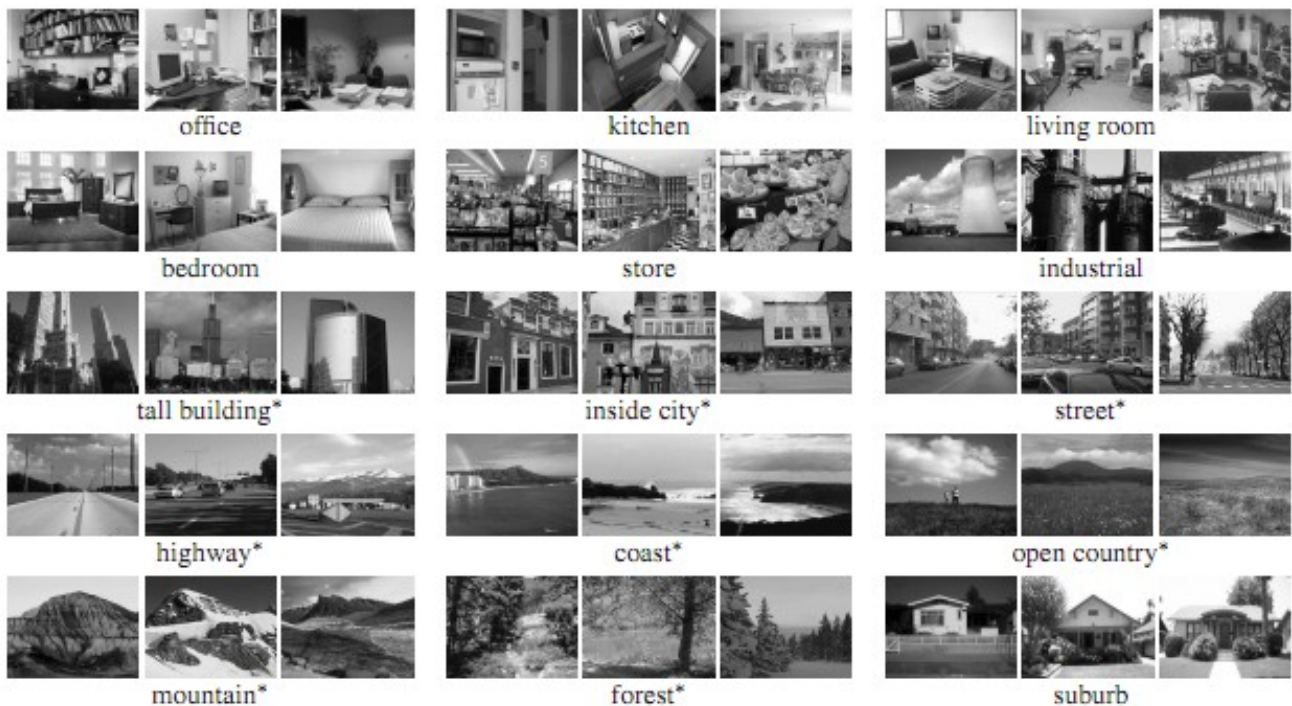 office kitchen living room
5
bedroom store industrial
tall building* inside city* street*
highway* coast* open country*
mountain* forest* suburb